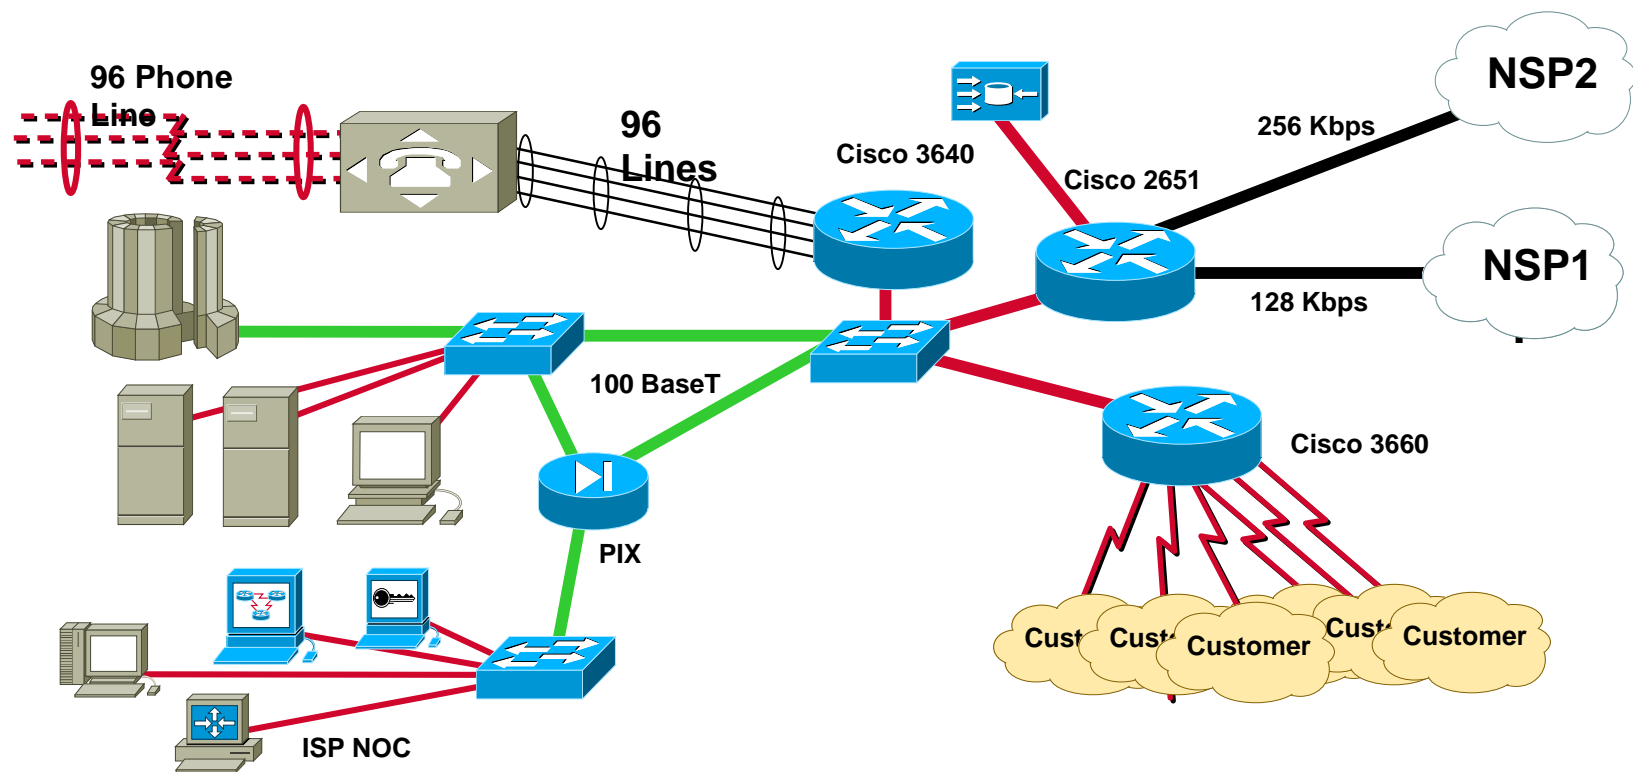 96 Phone
Line
96
Lines
NSP2
256 Kbps
Cisco 3640
Cisco 2651
NSP1
128 Kbps
100 BaseT
Cisco 3660
PIX
Customer
Customer
ISP NOC